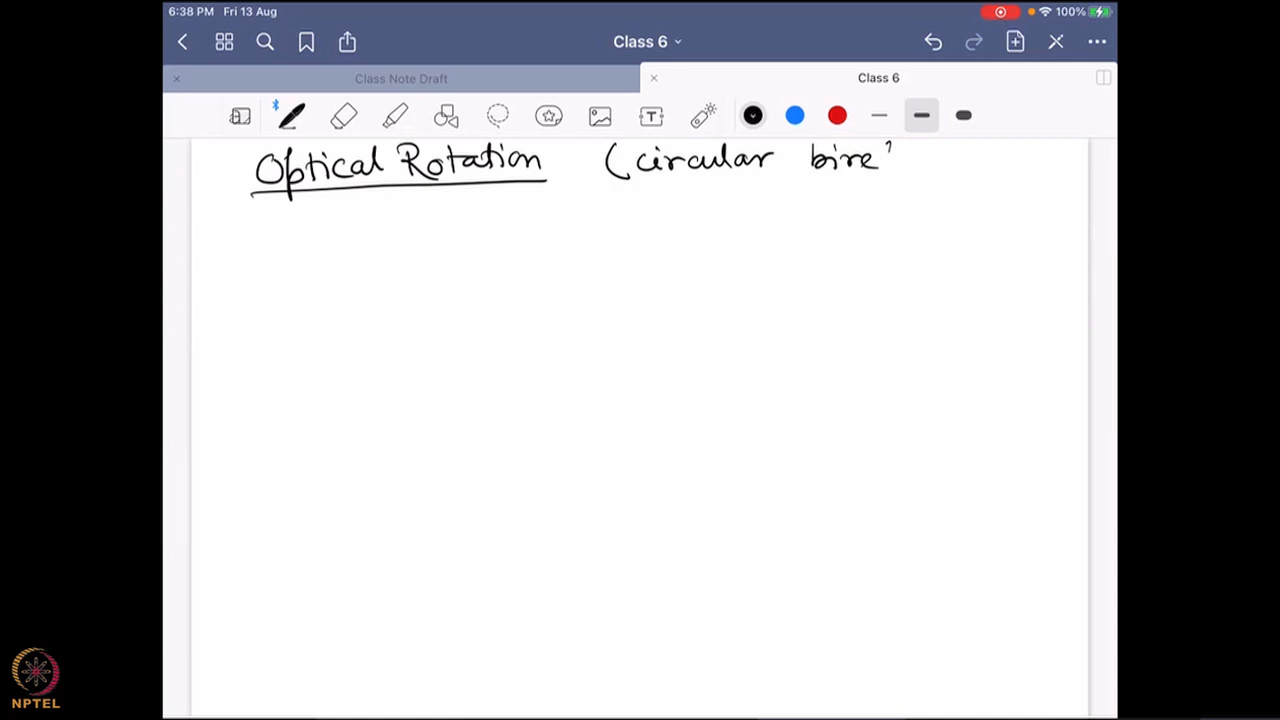 6:38 PM Fri 13 Aug 100%
Class 6
Class Note Draft
Class 6
T
Optical Rotation (circular bire
NPTEL